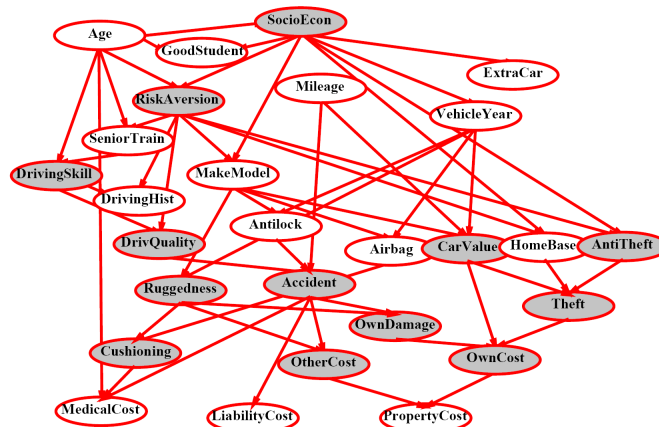 SocioEcon
Age
GoodStudent
ExtraCar
Mileage
RiskAversion
VehicleYear
SeniorTrain
DrivingSkill
MakeModel
DrivingHist
Antilock
DrivQuality
Airbag
CarValue
HomeBase
AntiTheft
Ruggedness
Accident
Theft
OwnDamage
Cushioning
OtherCost
OwnCost
MedicalCost
LiabilityCost
PropertyCost